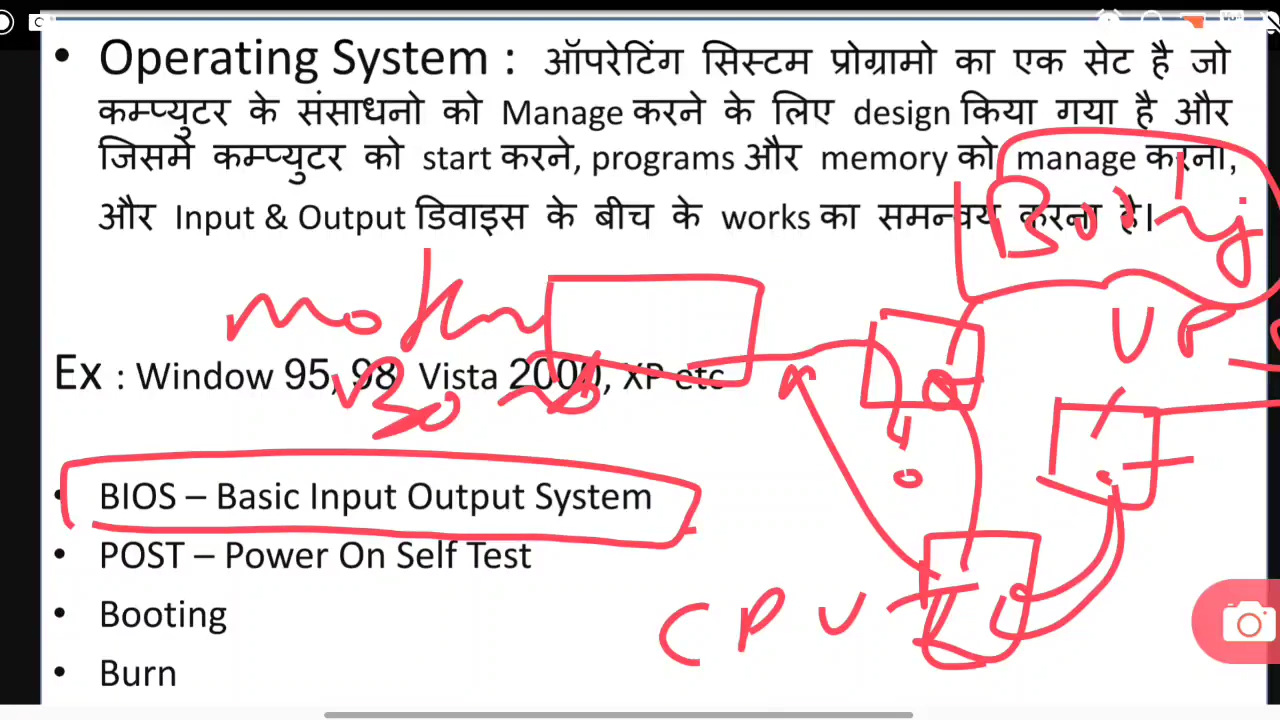 • Operating System : ऑपरेटिंग सिस्टम प्रोग्रामो का एक सेट है जो
कम्प्युटर के संसाधनो को Manage करने के लिए design किया गया है और
जिसमें कम्प्युटर को start करने, programs और memory को manage करना,
और Input & Output डिवाइस के बीच के works का समन्वय करना है।
Ex : Window 95, 98, Vista 2000, XP etc
• BIOS – Basic Input Output System
• POST – Power On Self Test
• Booting
• Burn
CPU